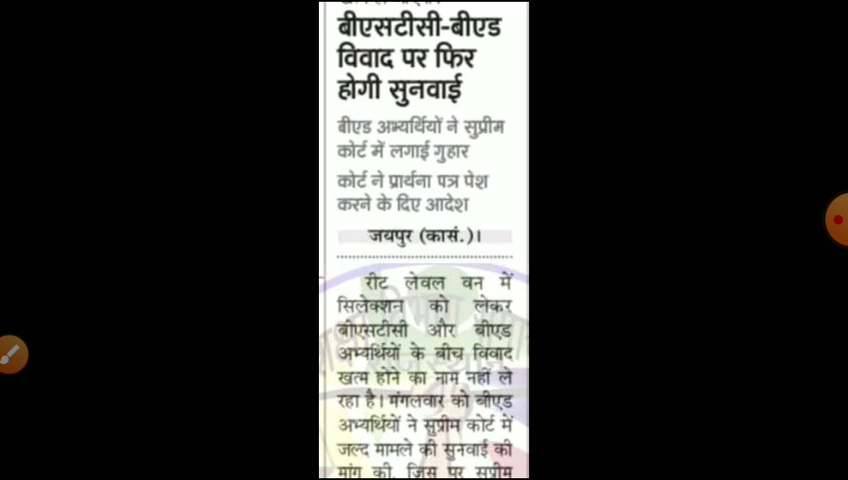 बीएसटीसी-बीएड
विवाद पर फिर
होगी सुनवाई
बीएड अभ्यर्थियों ने सुप्रीम
कोर्ट में लगाई गुहार
कोर्ट ने प्रार्थना पत्र पेश
करने के दिए आदेश
जयपुर (कासं.)।
रीट लेवल वन में
सिलेक्शन को लेकर
बीएसटीसी और बीएड
अभ्यर्थियों के बीच विवाद
खत्म होने का नाम नहीं ले
रहा है। मंगलवार को बीएड
अभ्यर्थियों ने सुप्रीम कोर्ट में
जल्द मामले की सुनवाई की
मांग की, जिस पर सुप्रीम